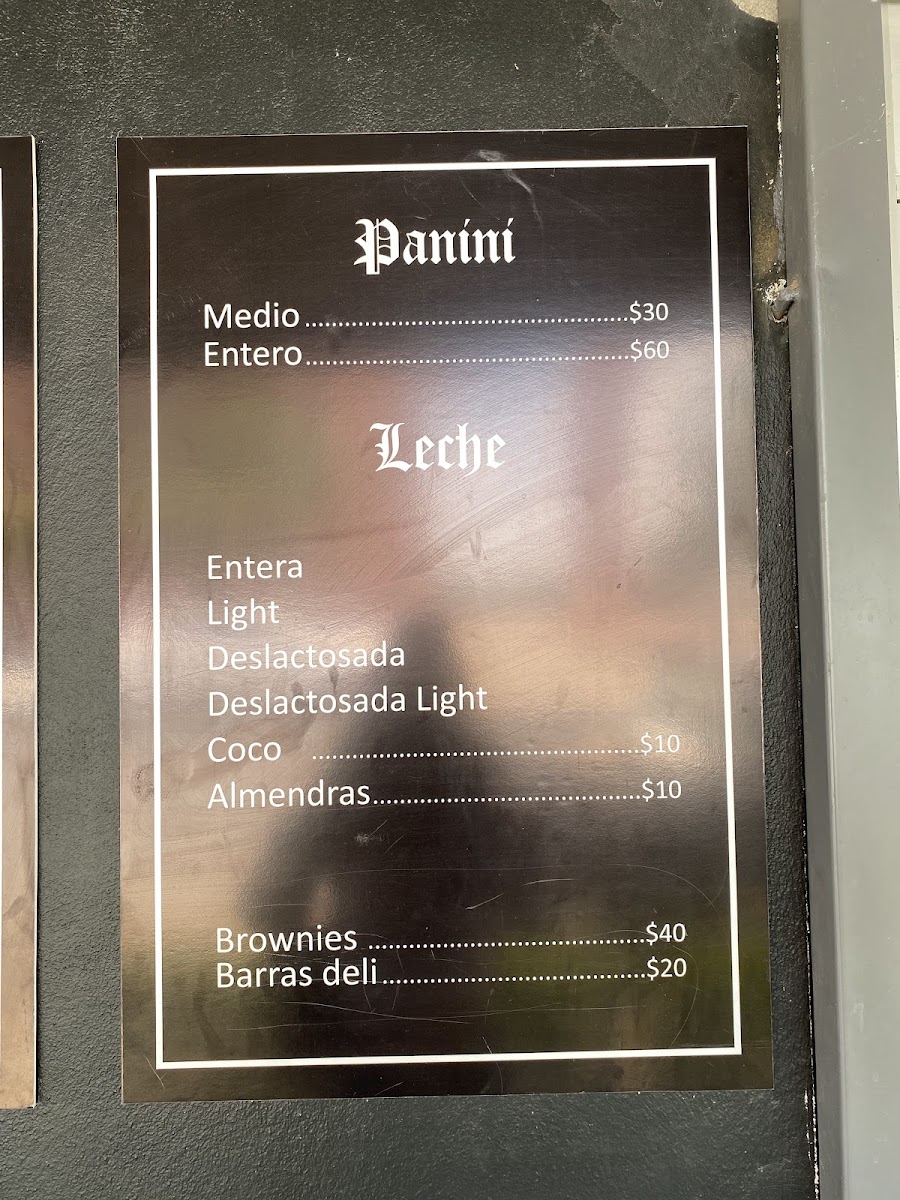 Panini
Medio ................................................$30
Entero................................................$60
Leche
Entera
Light
Deslactosada
Deslactosada Light
Coco ................................................$10
Almendras........................................$10
Brownies .........................................$40
Barras deli.......................................$20